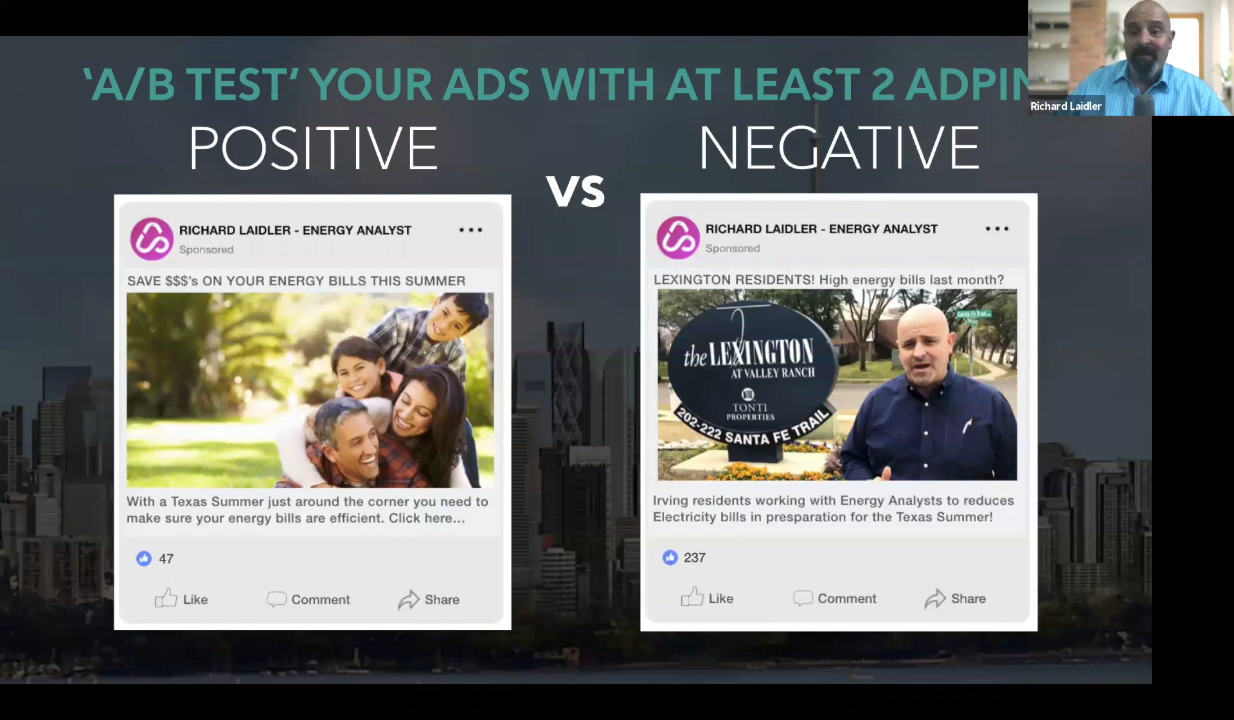 'A/B TEST' YOUR ADS WITH AT LEAST 2 ADPIN
Richard Laidler
POSITIVE
VS
NEGATIVE
RICHARD LAIDLER - ENERGY ANALYST
Sponsored
SAVE $$$'s ON YOUR ENERGY BILLS THIS SUMMER
With a Texas Summer just around the corner you need to
make sure your energy bills are efficient. Click here...
47
Like
Comment
Share
RICHARD LAIDLER - ENERGY ANALYST
Sponsored
LEXINGTON RESIDENTS! High energy bills last month?
the LEXINGTON
AT VALLEY RANCH
TONTI
PROPERTIES
202-222 SANTA FE TRAIL
Santa Fe Trail
Irving residents working with Energy Analysts to reduces
Electricity bills in presparation for the Texas Summer!
237
Like
Comment
Share